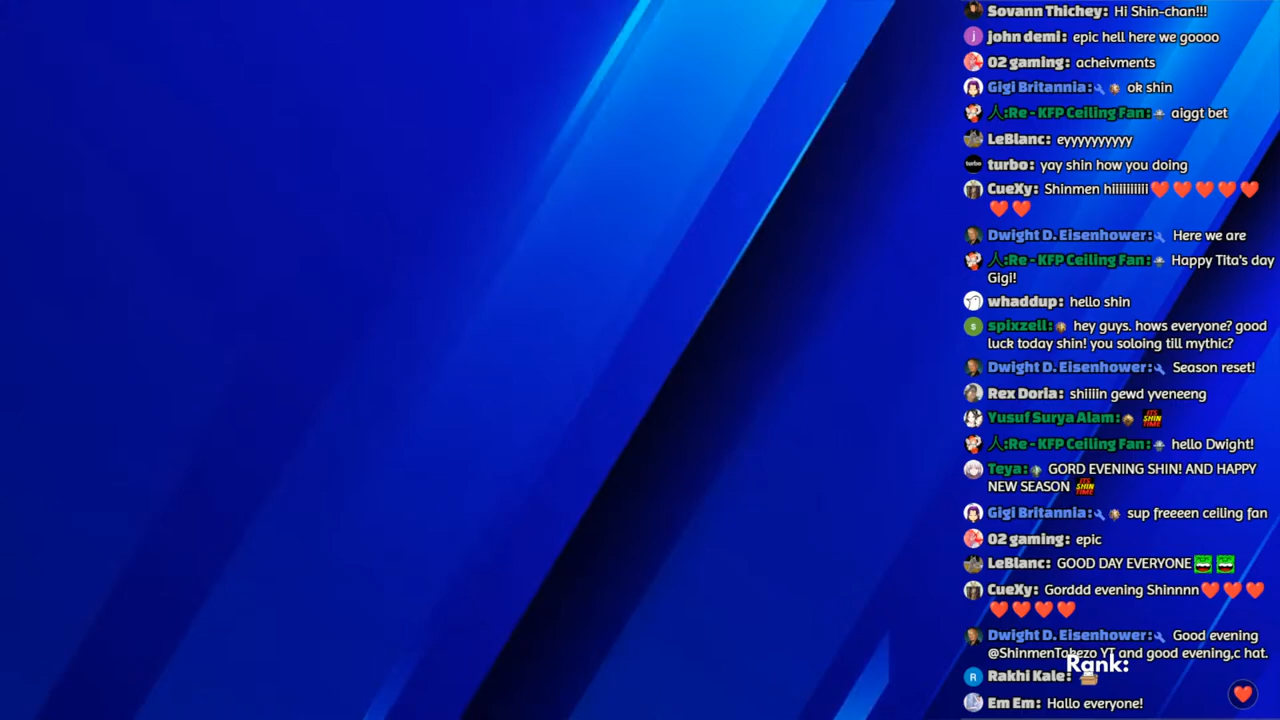 Sovann Thichey: Hi Shin-chan!!!
john demi: epic hell here we goooo
02 gaming: acheivments
Gigi Britannia: ok shin
人:Re - KFP Ceiling Fan: aiggt bet
LeBlanc: eyyyyyyyyyy
turbo: yay shin how you doing
CueXy: Shinmen hiiiiiiiiii❤️❤️❤️❤️❤️
❤️❤️
Dwight D. Eisenhower: Here we are
人:Re - KFP Ceiling Fan: Happy Tita's day
Gigi!
whaddup: hello shin
spixzell: hey guys. hows everyone? good
luck today shin! you soloing till mythic?
Dwight D. Eisenhower: Season reset!
Rex Doria: shiiiin gewd yveneeng
Yusuf Surya Alam: ITS SHIN TIME
人:Re - KFP Ceiling Fan: hello Dwight!
Teya: GORD EVENING SHIN! AND HAPPY
NEW SEASON ITS SHIN TIME
Gigi Britannia: sup freeeen ceiling fan
02 gaming: epic
LeBlanc: GOOD DAY EVERYONE
CueXy: Gorddd evening Shinnnn❤️❤️❤️
❤️❤️❤️❤️
Dwight D. Eisenhower: Good evening
@ShinmenTakezo YT and good evening,c hat.
Rank:
Rakhi Kale:
Em Em: Hallo everyone!